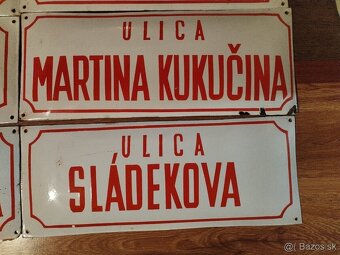 ULICA
MARTINA KUKUČINA
ULICA
SLÁDEKOVA
@ Bazos.sk